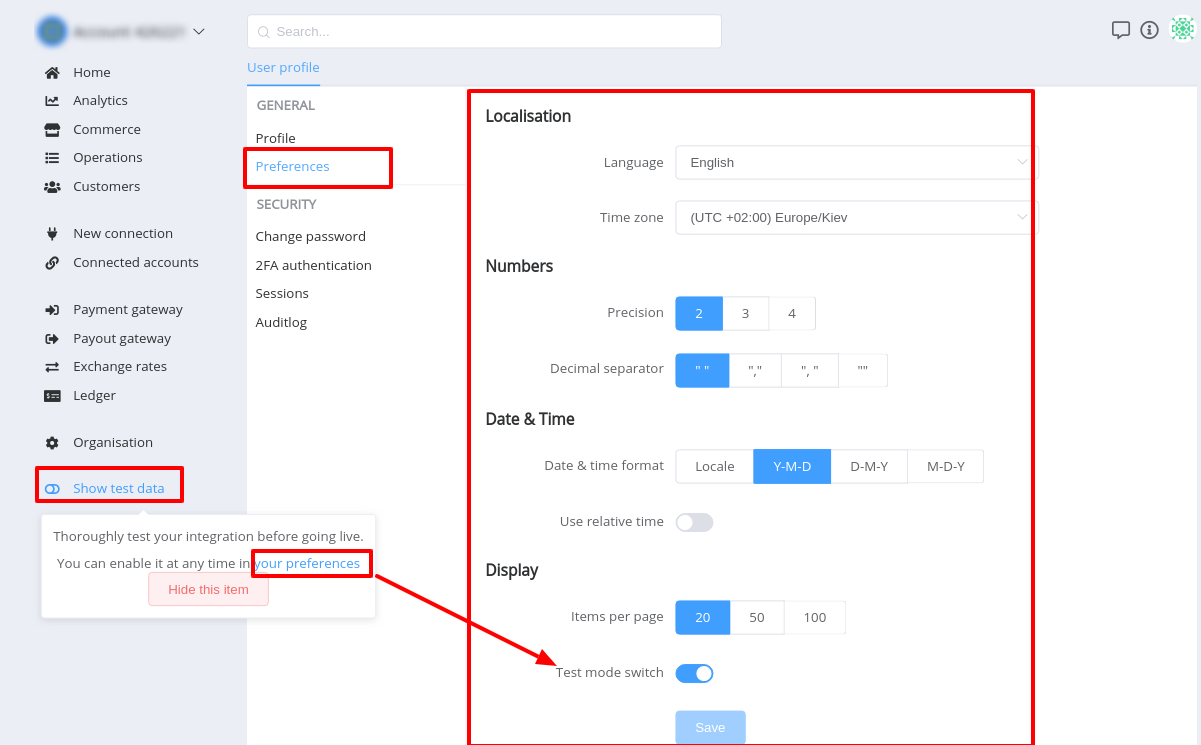 Search...
Home
Analytics
Commerce
Operations
Customers
New connection
Connected accounts
Payment gateway
Payout gateway
Exchange rates
Ledger
Organisation
Show test data
Thoroughly test your integration before going live.
You can enable it at any time in your preferences
Hide this item
User profile
GENERAL
Profile
Preferences
SECURITY
Change password
2FA authentication
Sessions
Auditlog
Localisation
Language English
Time zone (UTC +02:00) Europe/Kiev
Numbers
Precision 2 3 4
Decimal separator " " "," ", " ""
Date & Time
Date & time format Locale Y-M-D D-M-Y M-D-Y
Use relative time
Display
Items per page 20 50 100
Test mode switch
Save